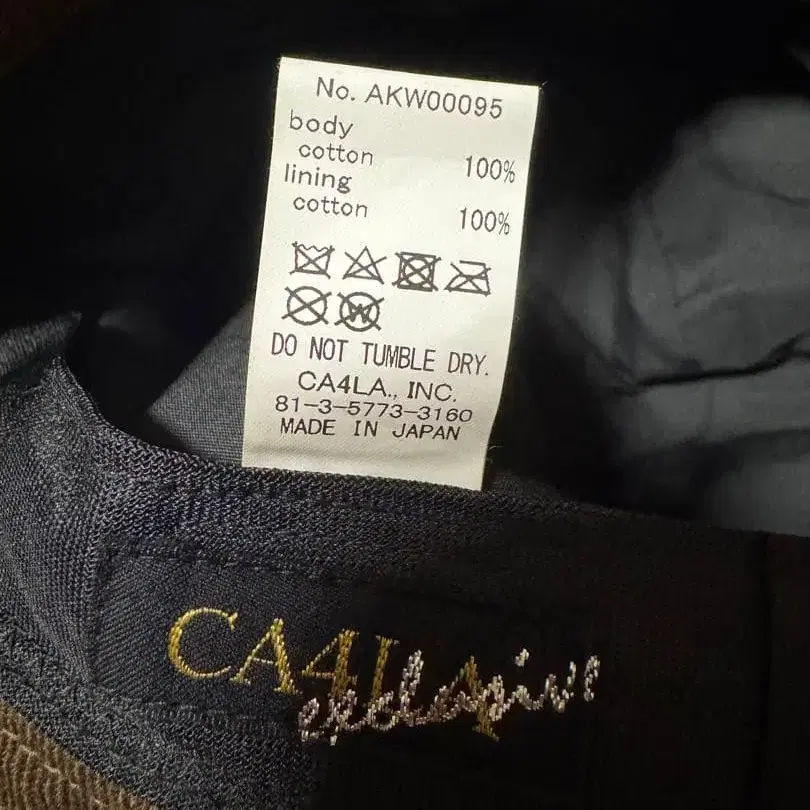 No. AKW00095
body
cotton 100%
lining
cotton 100%
W
DO NOT TUMBLE DRY.
CA4LA., INC.
81-3-5773-3160
MADE IN JAPAN
CA4LA
exclusive